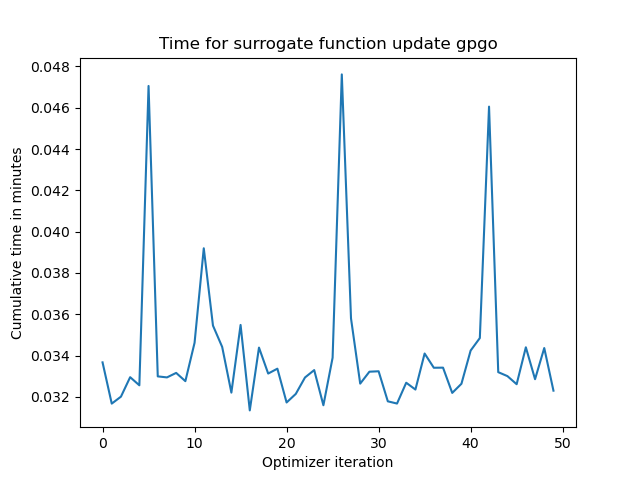 Time for surrogate function update gpgo
Cumulative time in minutes
0.048
0.046
0.044
0.042
0.040
0.038
0.036
0.034
0.032
0 10 20 30 40 50
Optimizer iteration